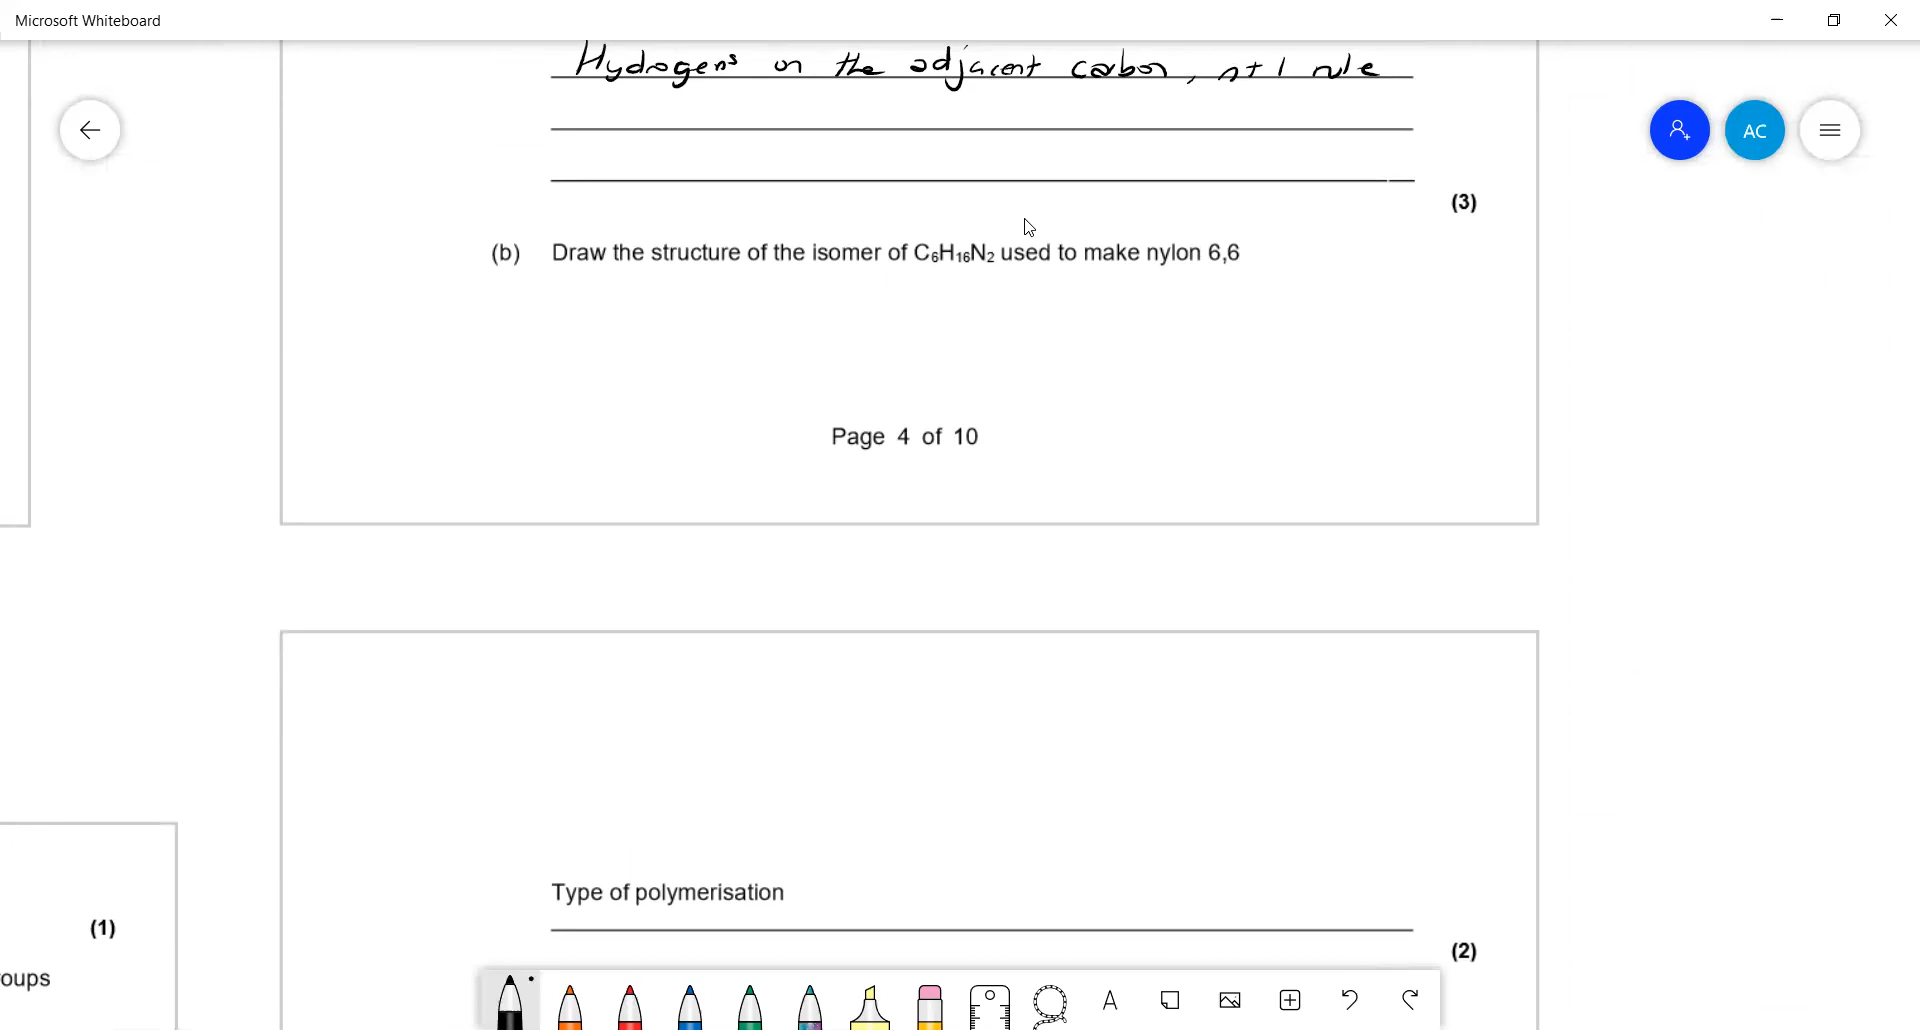 Microsoft Whiteboard
Hydrogens on the adjacent carbon, n+1 rule
AC
(3)
(b) Draw the structure of the isomer of C₆H₁₆N₂ used to make nylon 6,6
Page 4 of 10
Type of polymerisation
(1)
(2)
oups
A